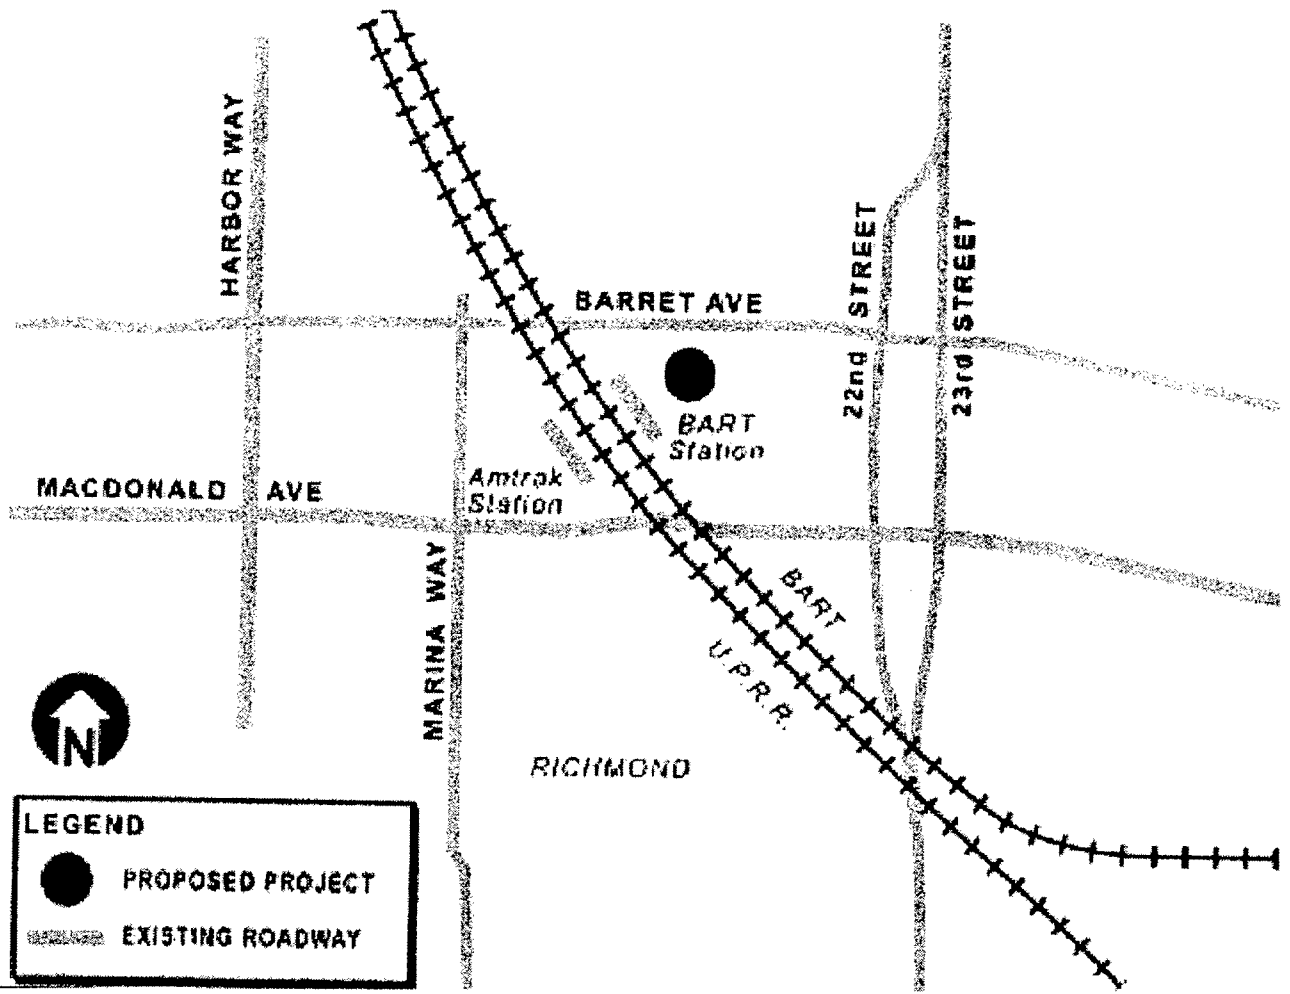 HARBOR WAY
BARRET AVE
22nd STREET
23rd STREET
BART
Station
Amtrak
Station
MACDONALD AVE
MARINA WAY
BART
U.P.R.R.
RICHMOND
N
LEGEND
PROPOSED PROJECT
EXISTING ROADWAY